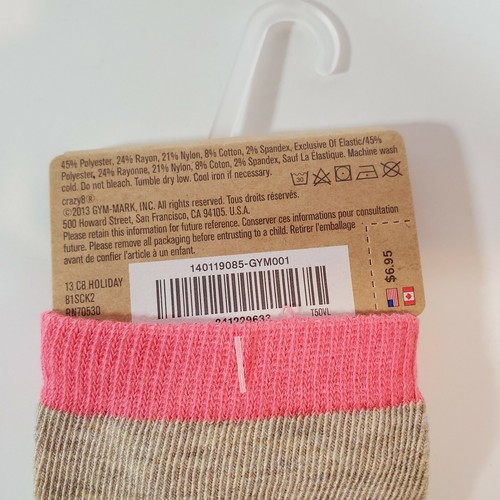 45% Polyester, 24% Rayon, 21% Nylon, 8% Cotton, 2% Spandex, Exclusive Of Elastic/45%
Polyester, 24% Rayonne, 21% Nylon, 8% Coton, 2% Spandex, Sauf La Élastique. Machine wash
cold. Do not bleach. Tumble dry low. Cool iron if necessary.
30
crazy8®
©2013 GYM-MARK, INC. All rights reserved. Tous droits réservés.
500 Howard Street, San Francisco, CA 94105. U.S.A.
Please retain this information for future reference. Conserver ces informations pour consultation
future. Please remove all packaging before entrusting to a child. Retirer l'emballage
avant de confier l'article à un enfant.
140119085-GYM001
13 C8 HOLIDAY
B1SCK2
RN70530
241229632
T50VL
$6.95